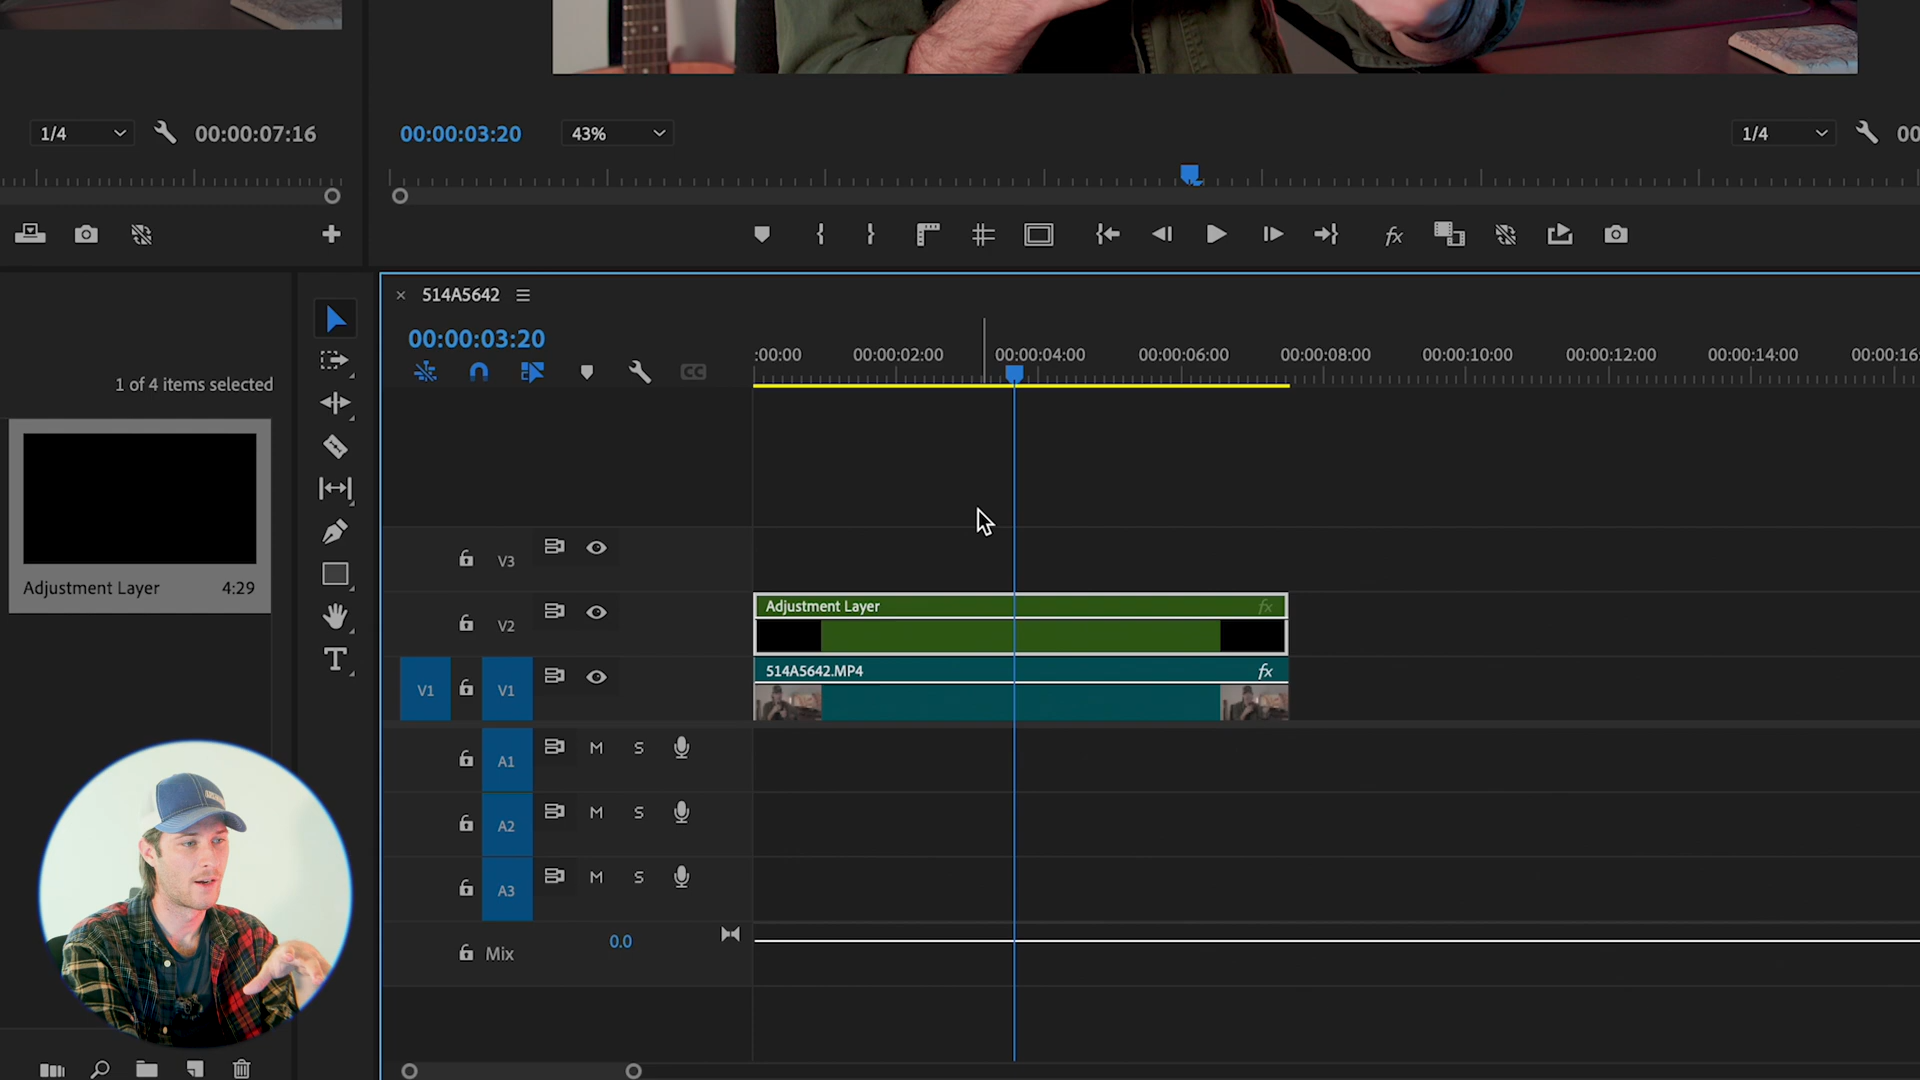 1/4
00:00:07:16
00:00:03:20
43%
1/4
00
514A5642
00:00:03:20
:00:00
00:00:02:00
00:00:04:00
00:00:06:00
00:00:08:00
00:00:10:00
00:00:12:00
00:00:14:00
00:00:16:
CC
1 of 4 items selected
Adjustment Layer 4:29
V3
V2
Adjustment Layer fx
V1 V1
514A5642.MP4 fx
A1 M S
A2 M S
A3 M S
Mix 0.0
fx